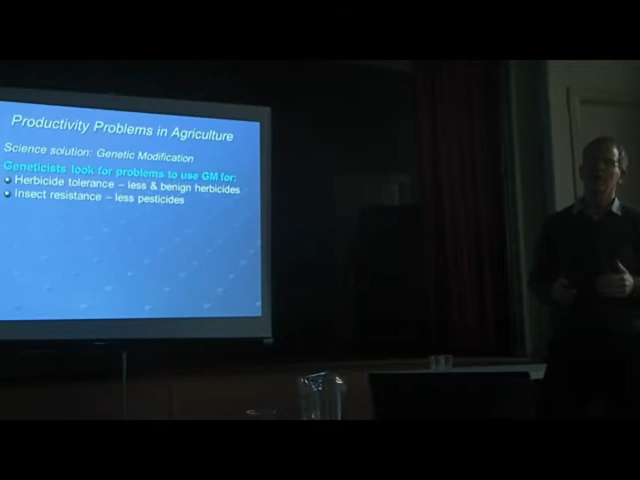 Productivity Problems in Agriculture
Science solution: Genetic Modification
Geneticists look for problems to use GM for:
• Herbicide tolerance – less & benign herbicides
• Insect resistance – less pesticides